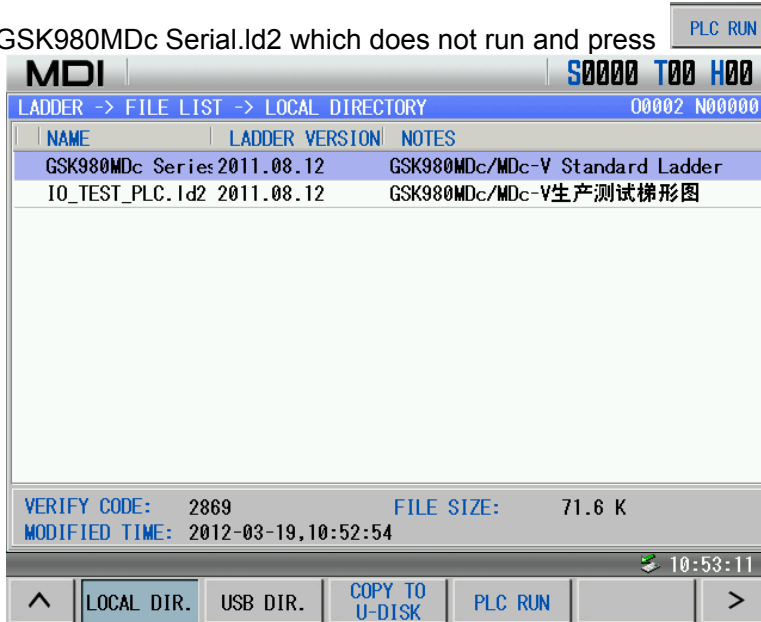 GSK980MDc Serial.ld2 which does not run and press PLC RUN
MDI S0000 T00 H00
LADDER -> FILE LIST -> LOCAL DIRECTORY O0002 N00000
NAME LADDER VERSION NOTES
GSK980MDc Series 2011.08.12 GSK980MDc/MDc-V Standard Ladder
IO_TEST_PLC.ld2 2011.08.12 GSK980MDc/MDc-V生产测试梯形图
VERIFY CODE: 2869 FILE SIZE: 71.6 K
MODIFIED TIME: 2012-03-19,10:52:54
10:53:11
^ LOCAL DIR. USB DIR. COPY TO U-DISK PLC RUN >